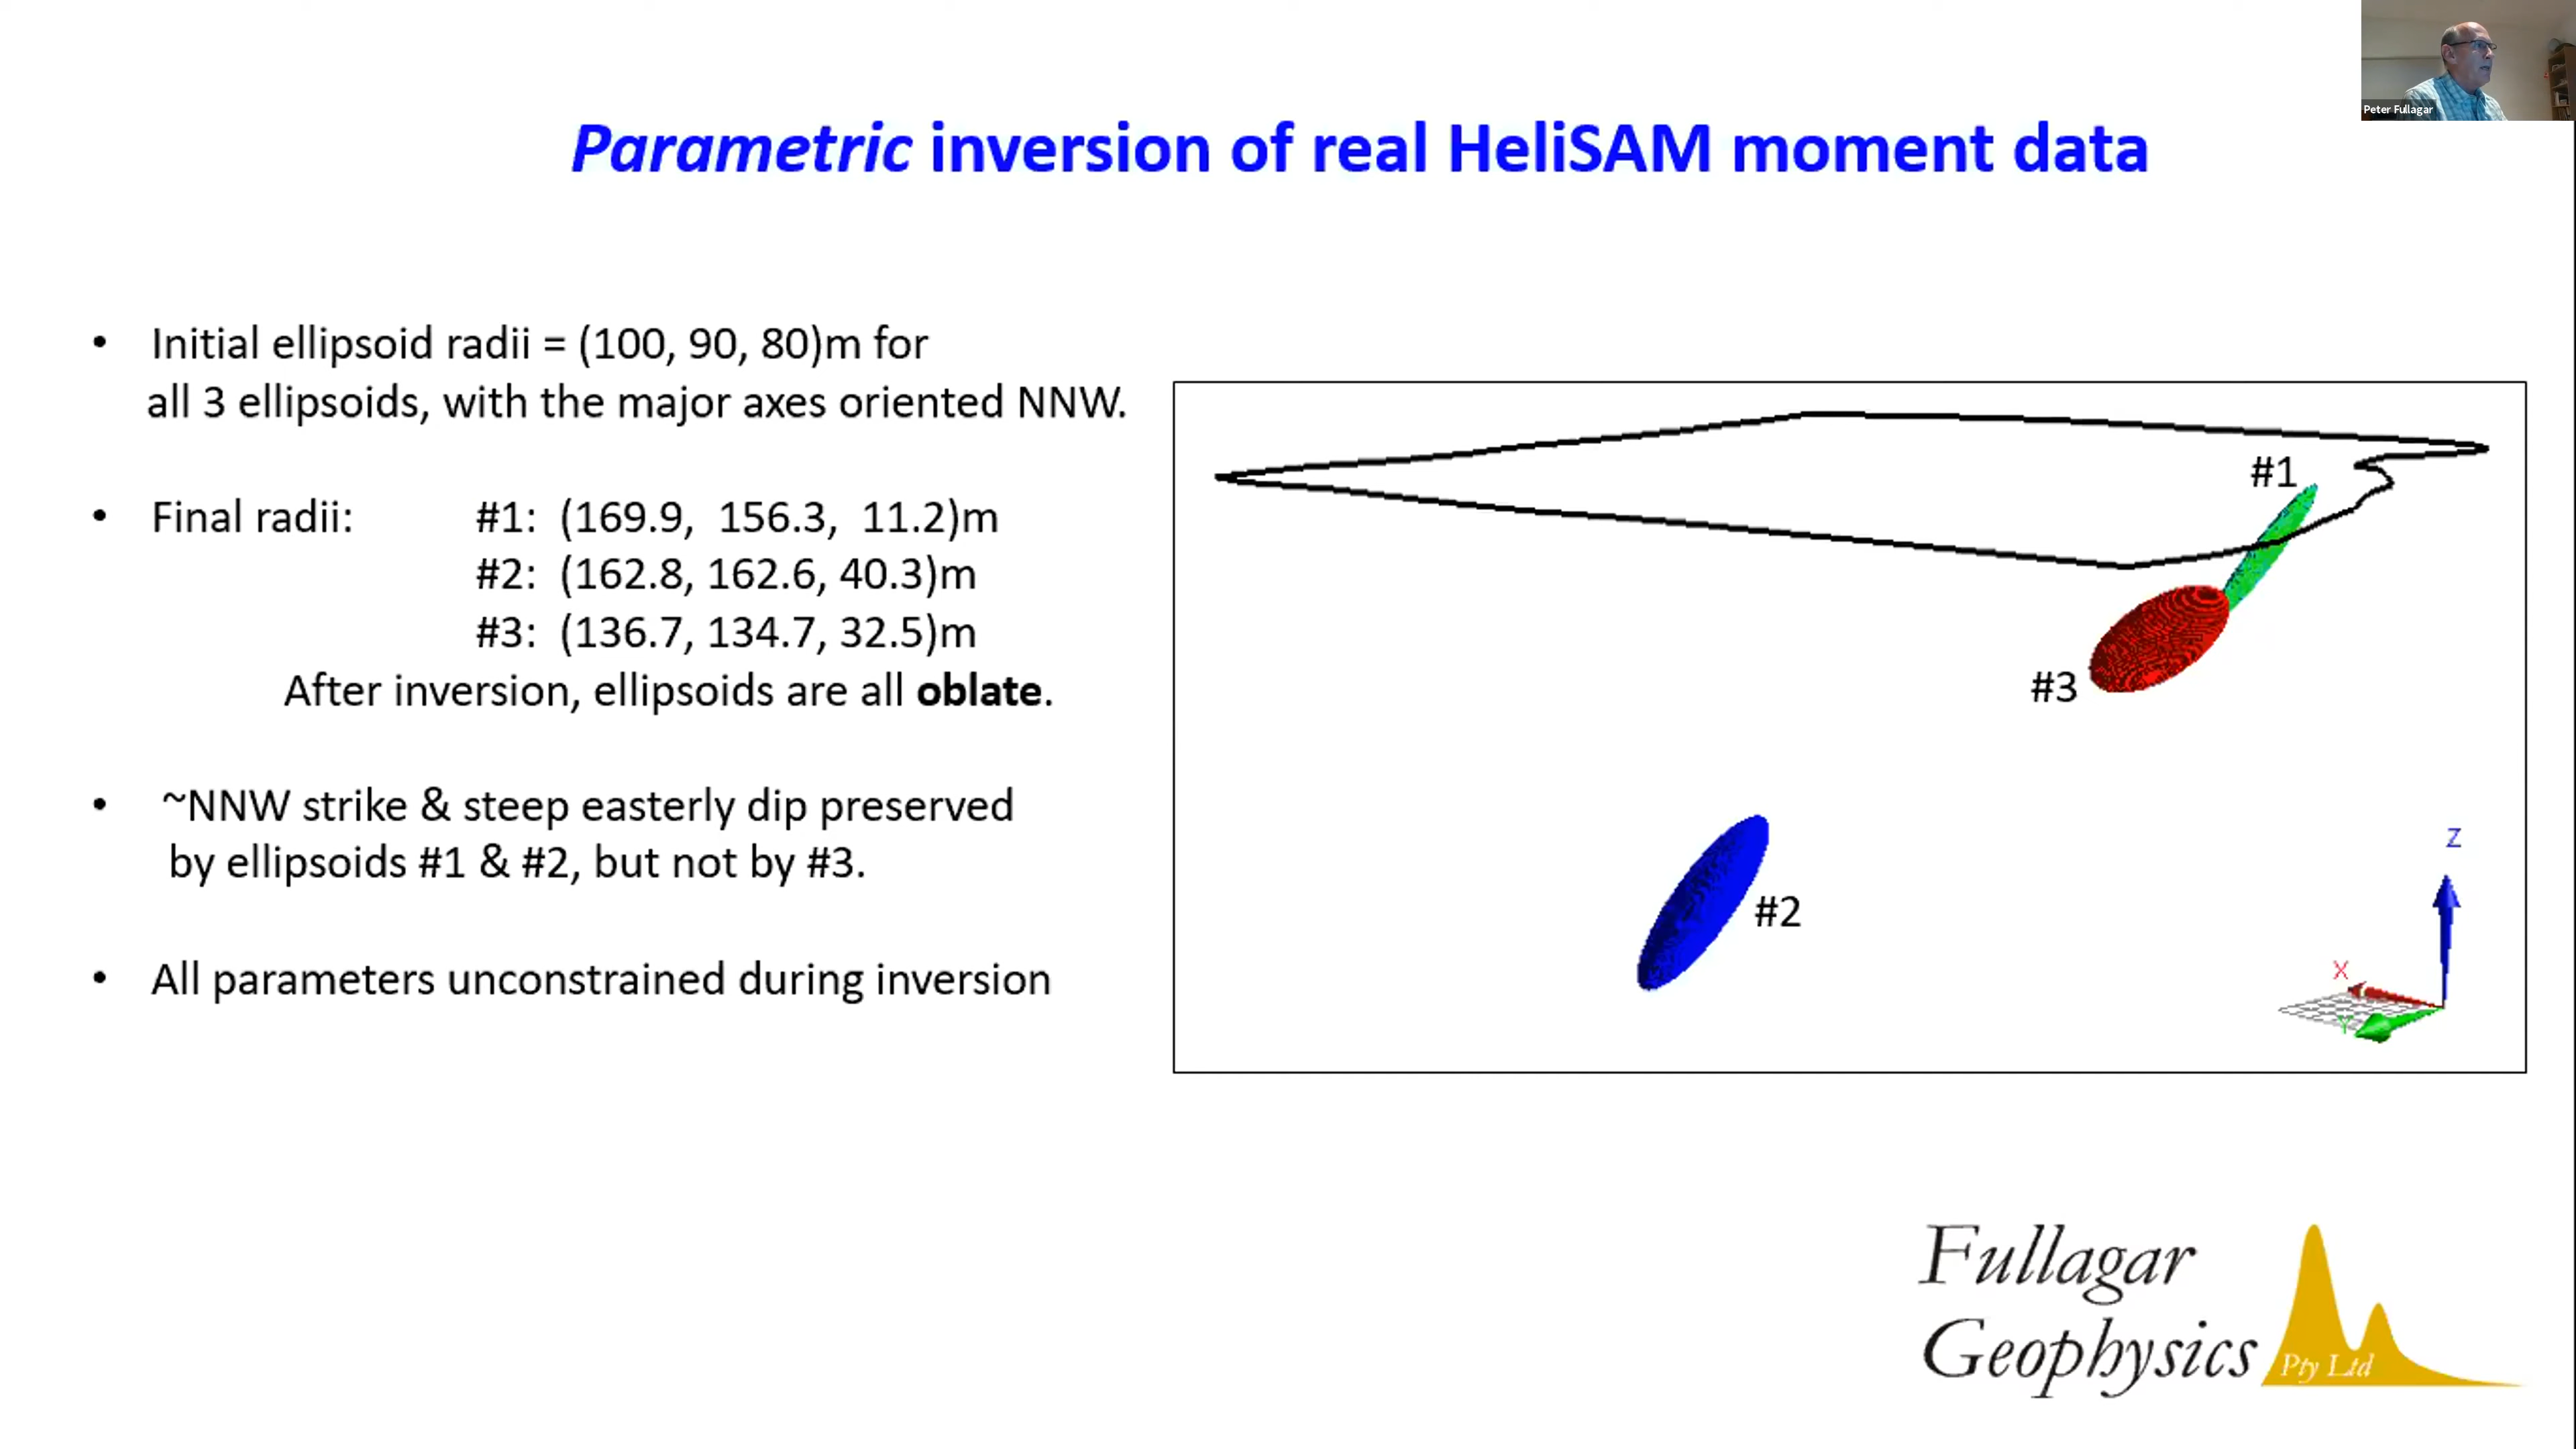 Peter Fullagar
Parametric inversion of real HeliSAM moment data
• Initial ellipsoid radii = (100, 90, 80)m for
all 3 ellipsoids, with the major axes oriented NNW.
• Final radii: #1: (169.9, 156.3, 11.2)m
#2: (162.8, 162.6, 40.3)m
#3: (136.7, 134.7, 32.5)m
After inversion, ellipsoids are all oblate.
• ~NNW strike & steep easterly dip preserved
by ellipsoids #1 & #2, but not by #3.
• All parameters unconstrained during inversion
#1
#3
#2
Z
X
Y
Fullagar
Geophysics
Pty Ltd